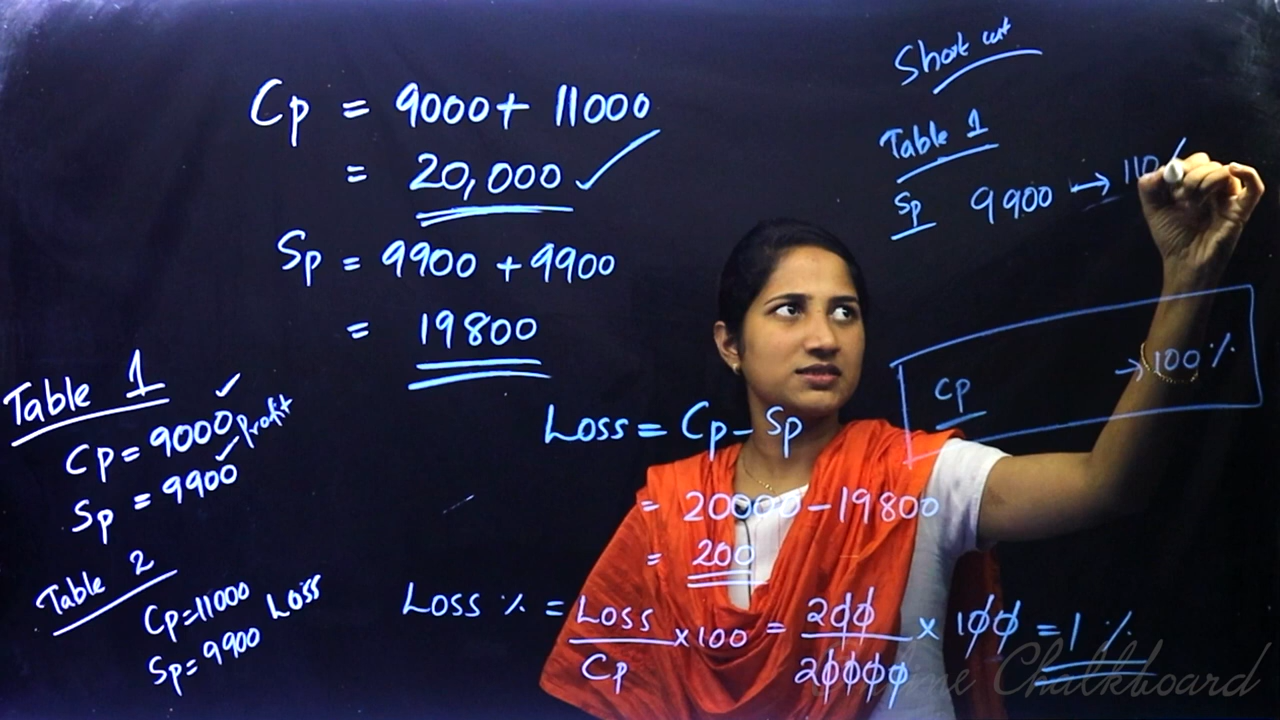 Cp = 9000 + 11000
= 20,000 ✓
Sp = 9900 + 9900
= 19800
Table 1
Cp = 9000 ✓
Sp = 9900 ✓ Profit
Table 2
Cp = 11000
Sp = 9900 Loss
Loss = Cp - Sp
= 20000 - 19800
= 200
Loss % = Loss / Cp × 100 = 200 / 20000 × 100 = 1 %
Short cut
Table 1
Sp 9900 → 110
Cp → 100 %
Chalkboard